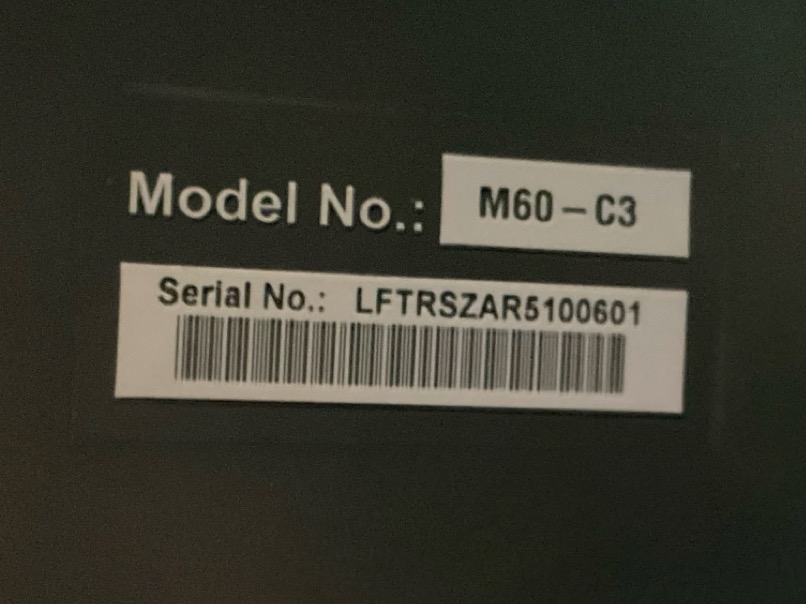 Model No.: M60-C3
Serial No.: LFTRSZAR5100601